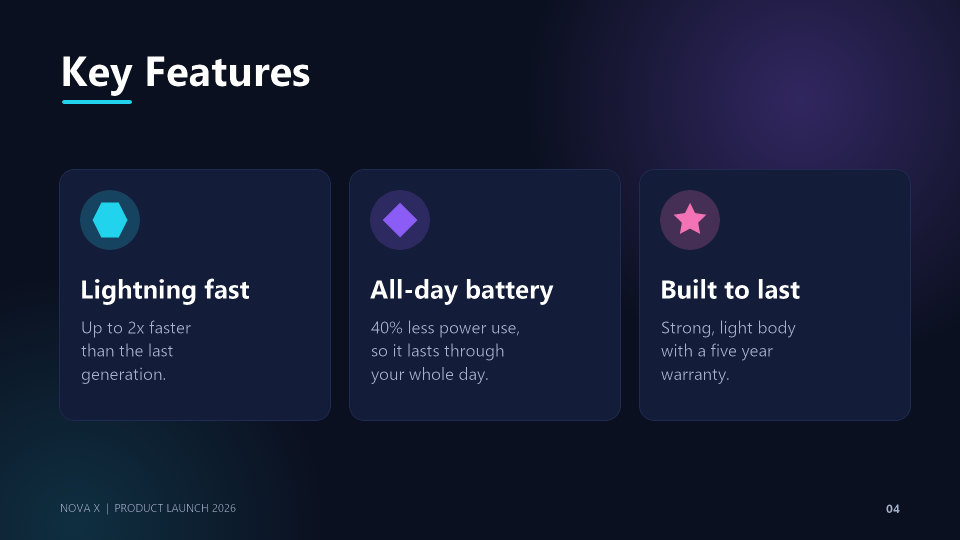 Key Features
Lightning fast
Up to 2x faster
than the last
generation.
All-day battery
40% less power use,
so it lasts through
your whole day.
Built to last
Strong, light body
with a five year
warranty.
NOVA X | PRODUCT LAUNCH 2026
04